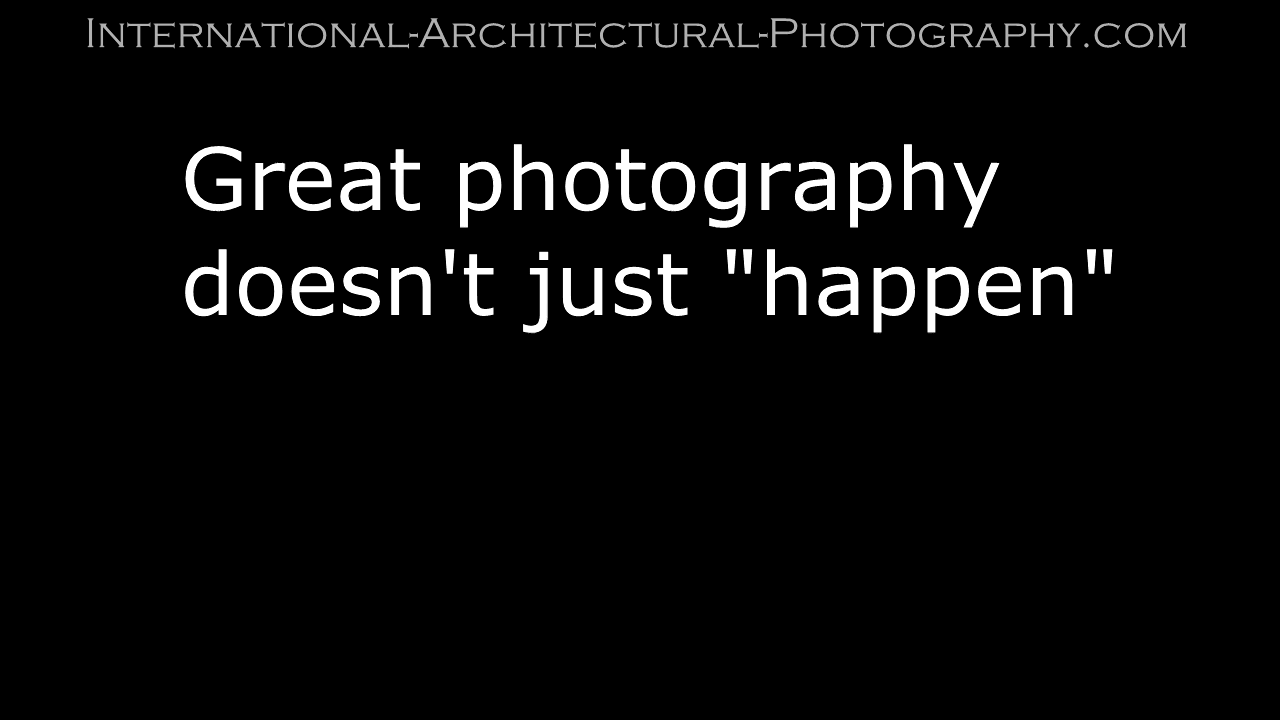 International-Architectural-Photography.com
Great photography
doesn't just "happen"